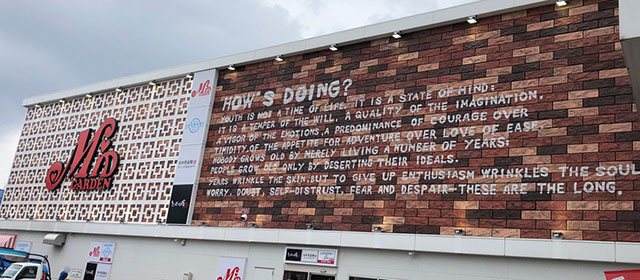 HOW'S DOING?
YOUTH IS NOT A TIME OF LIFE. IT IS A STATE OF MIND:
IT IS A TEMPER OF THE WILL, A QUALITY OF THE IMAGINATION,
A VIGOR OF THE EMOTIONS, A PREDOMINANCE OF COURAGE OVER
TIMIDITY, OF THE APPETITE FOR ADVENTURE OVER LOVE OF EASE.
NOBODY GROWS OLD BY MERELY LIVING A NUMBER OF YEARS:
PEOPLE GROW OLD ONLY BY DESERTING THEIR IDEALS.
YEARS WRINKLE THE SKIN BUT TO GIVE UP ENTHUSIASM WRINKLES THE SOUL
WORRY, DOUBT, SELF-DISTRUST, FEAR AND DESPAIR-THESE ARE THE LONG,
GARDEN